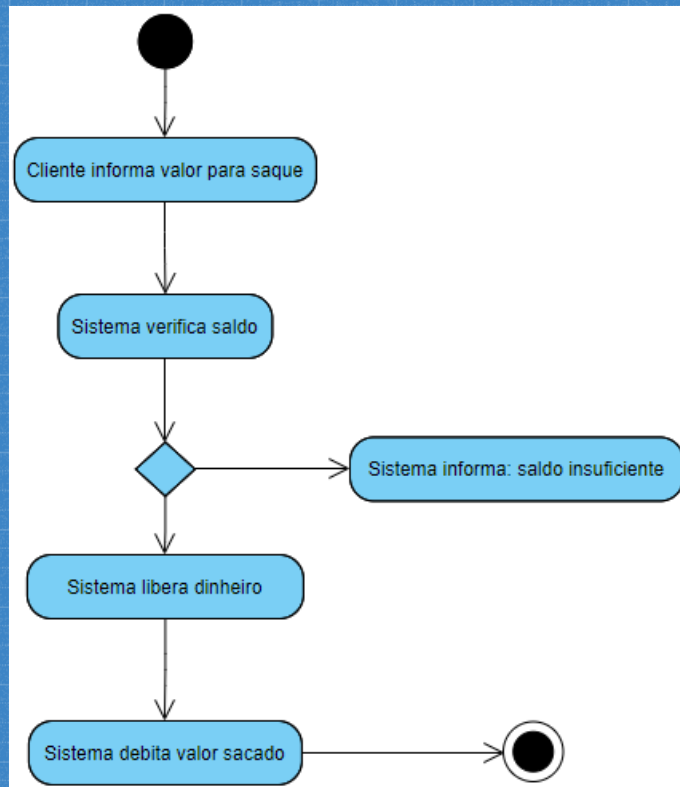 Cliente informa valor para saque
Sistema verifica saldo
Sistema informa: saldo insuficiente
Sistema libera dinheiro
Sistema debita valor sacado